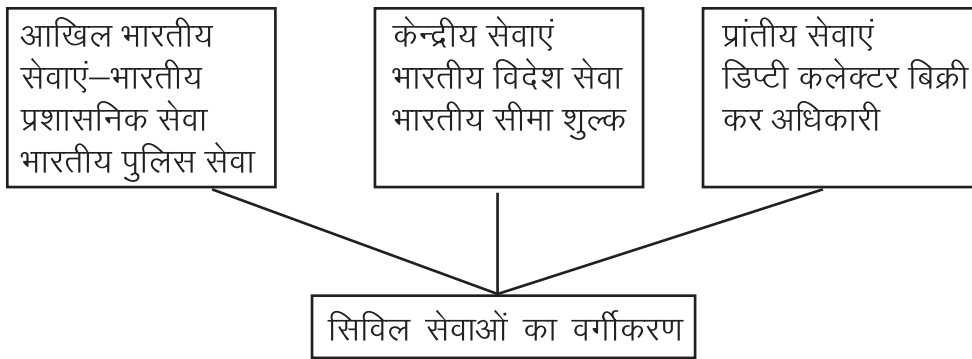 आखिल भारतीय
सेवाएं–भारतीय
प्रशासनिक सेवा
भारतीय पुलिस सेवा
केन्द्रीय सेवाएं
भारतीय विदेश सेवा
भारतीय सीमा शुल्क
प्रांतीय सेवाएं
डिप्टी कलेक्टर बिक्री
कर अधिकारी
सिविल सेवाओं का वर्गीकरण